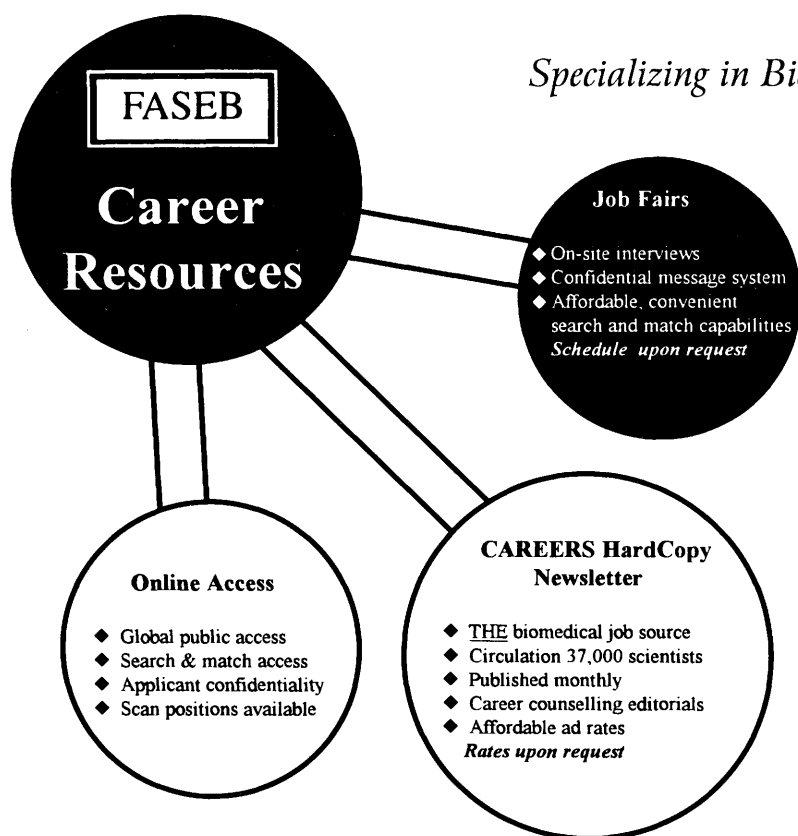 Specializing in
FASEB
Career
Resources
Job Fairs
◆ On-site interviews
◆ Confidential message system
◆ Affordable, convenient
search and match capabilities
Schedule upon request
Online Access
◆ Global public access
◆ Search & match access
◆ Applicant confidentiality
◆ Scan positions available
CAREERS HardCopy
Newsletter
◆ THE biomedical job source
◆ Circulation 37,000 scientists
◆ Published monthly
◆ Career counselling editorials
◆ Affordable ad rates
Rates upon request